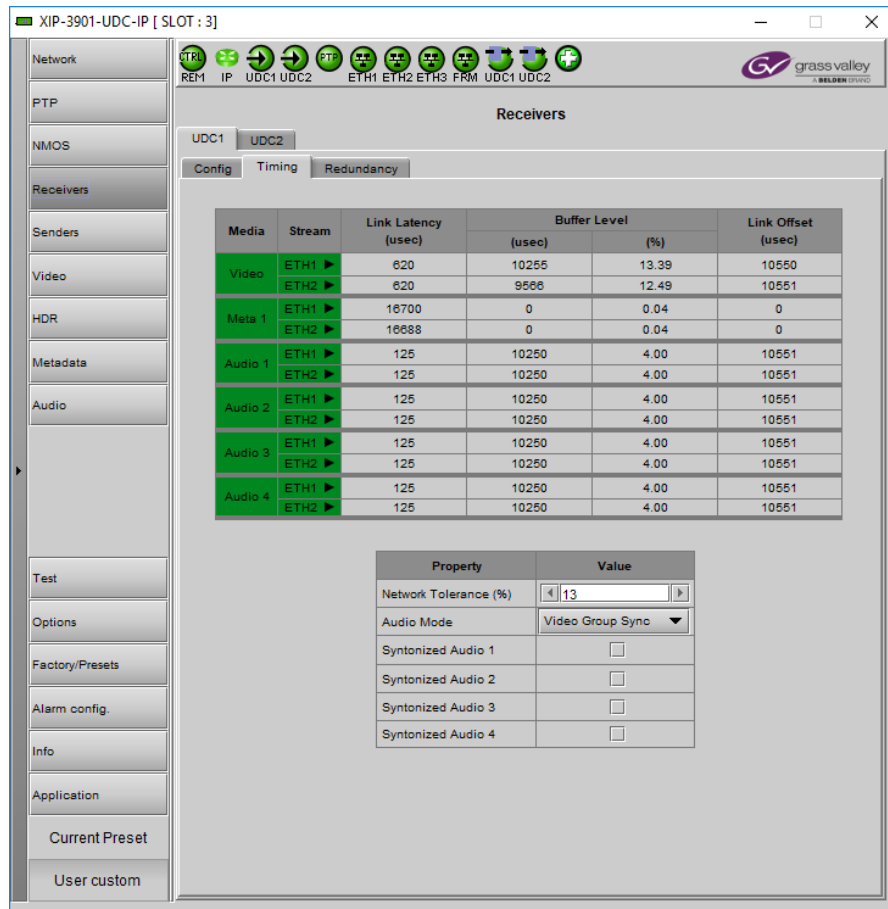 XIP-3901-UDC-IP [ SLOT : 3]
Network
PTP
NMOS
Receivers
Senders
Video
HDR
Metadata
Audio
Test
Options
Factory/Presets
Alarm config.
Info
Application
Current Preset
User custom
CTRL PTP
REM IP UDC1 UDC2 ETH1 ETH2 ETH3 FRM UDC1 UDC2
GV grass valley
A BELDEN BRAND
Receivers
UDC1 UDC2
Config Timing Redundancy
Media Stream Link Latency (usec) Buffer Level Link Offset (usec)
(usec) (%)
Video ETH1 620 10255 13.39 10550
ETH2 620 9566 12.49 10551
Meta 1 ETH1 16700 0 0.04 0
ETH2 16688 0 0.04 0
Audio 1 ETH1 125 10250 4.00 10551
ETH2 125 10250 4.00 10551
Audio 2 ETH1 125 10250 4.00 10551
ETH2 125 10250 4.00 10551
Audio 3 ETH1 125 10250 4.00 10551
ETH2 125 10250 4.00 10551
Audio 4 ETH1 125 10250 4.00 10551
ETH2 125 10250 4.00 10551
Property Value
Network Tolerance (%) 13
Audio Mode Video Group Sync
Syntonized Audio 1
Syntonized Audio 2
Syntonized Audio 3
Syntonized Audio 4